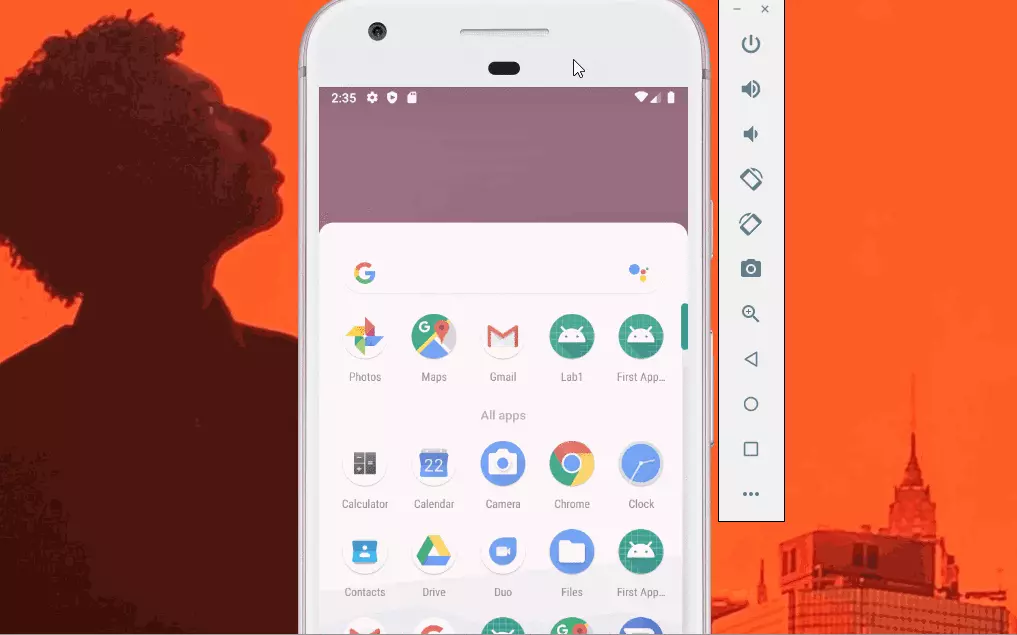 2:35
G
G
Photos Maps Gmail Lab1 First App...
All apps
22
Calculator Calendar Camera Chrome Clock
Contacts Drive Duo Files First App...